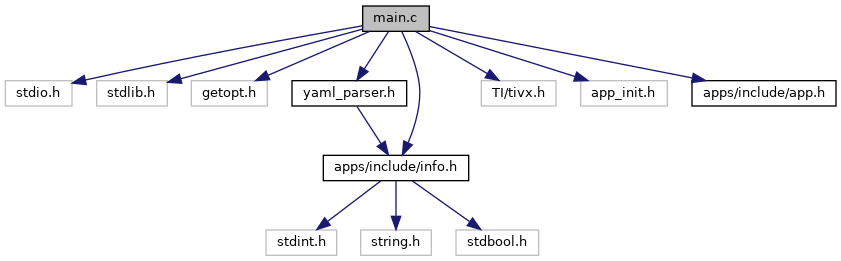 main.c
stdio.h
stdlib.h
getopt.h
yaml_parser.h
TI/tivx.h
app_init.h
apps/include/app.h
apps/include/info.h
stdint.h
string.h
stdbool.h